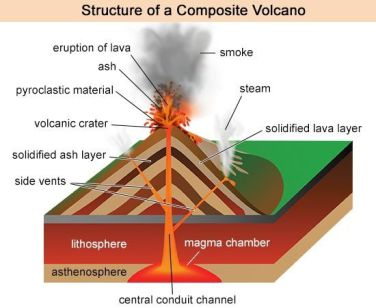 Structure of a Composite Volcano
eruption of lava
smoke
ash
steam
pyroclastic material
volcanic crater
solidified lava layer
solidified ash layer
side vents
lithosphere
magma chamber
asthenosphere
central conduit channel